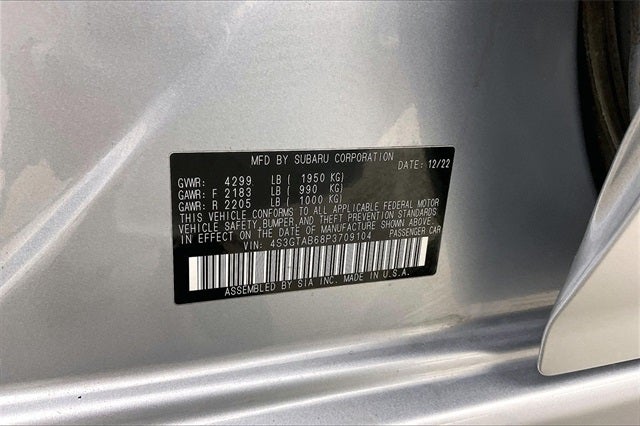 MFD BY SUBARU CORPORATION DATE: 12/22
GVWR: 4299 LB ( 1950 KG)
GAWR: F 2183 LB ( 990 KG)
GAWR: R 2205 LB ( 1000 KG)
THIS VEHICLE CONFORMS TO ALL APPLICABLE FEDERAL MOTOR
VEHICLE SAFETY,BUMPER,AND THEFT PREVENTION STANDARDS
IN EFFECT ON THE DATE OF MANUFACTURE SHOWN ABOVE.
VIN: 4S3GTAB68P3709104 PASSENGER CAR
ASSEMBLED BY SIA INC. MADE IN U.S.A.